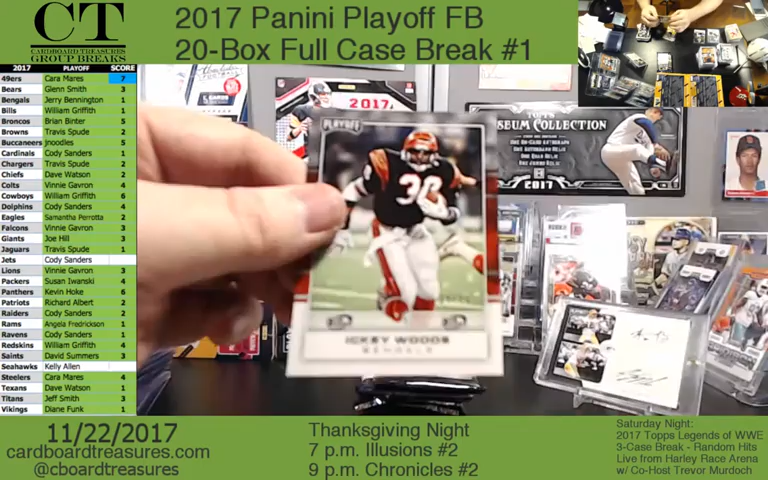 CT
CARDBOARD TREASURES
GROUP BREAKS
2017 Panini Playoff FB
20-Box Full Case Break #1
2017 PLAYOFF SCORE
49ers Cara Mares 7
Bears Glenn Smith 3
Bengals Jerry Bennington 1
Bills William Griffith 1
Broncos Brian Binter 5
Browns Travis Spude 2
Buccaneers Jnoodles 5
Cardinals Cody Sanders 1
Chargers Travis Spude 2
Chiefs Dave Watson 2
Colts Vinnie Gavron 4
Cowboys William Griffith 6
Dolphins Cody Sanders 4
Eagles Samantha Perrotta 2
Falcons Vinnie Gavron 3
Giants Joe Hill 3
Jaguars Travis Spude 1
Jets Cody Sanders
Lions Vinnie Gavron 3
Packers Susan Iwanski 4
Panthers Kevin Hoke 6
Patriots Richard Albert 2
Raiders Cody Sanders 2
Rams Angela Fredrickson 1
Ravens Cody Sanders 1
Redskins William Griffith 4
Saints David Summers 3
Seahawks Kelly Allen
Steelers Cara Mares 4
Texans Dave Watson 1
Titans Jeff Smith 3
Vikings Diane Funk 1
2017
TOPPS
SEUM COLLECTION
2017
PLAYOFF
30
ICKEY WOODS
BENGALS
11/22/2017
cardboardtreasures.com
@cboardtreasures
Thanksgiving Night
7 p.m. Illusions #2
9 p.m. Chronicles #2
Saturday Night:
2017 Topps Legends of WWE
3-Case Break - Random Hits
Live from Harley Race Arena
w/ Co-Host Trevor Murdoch